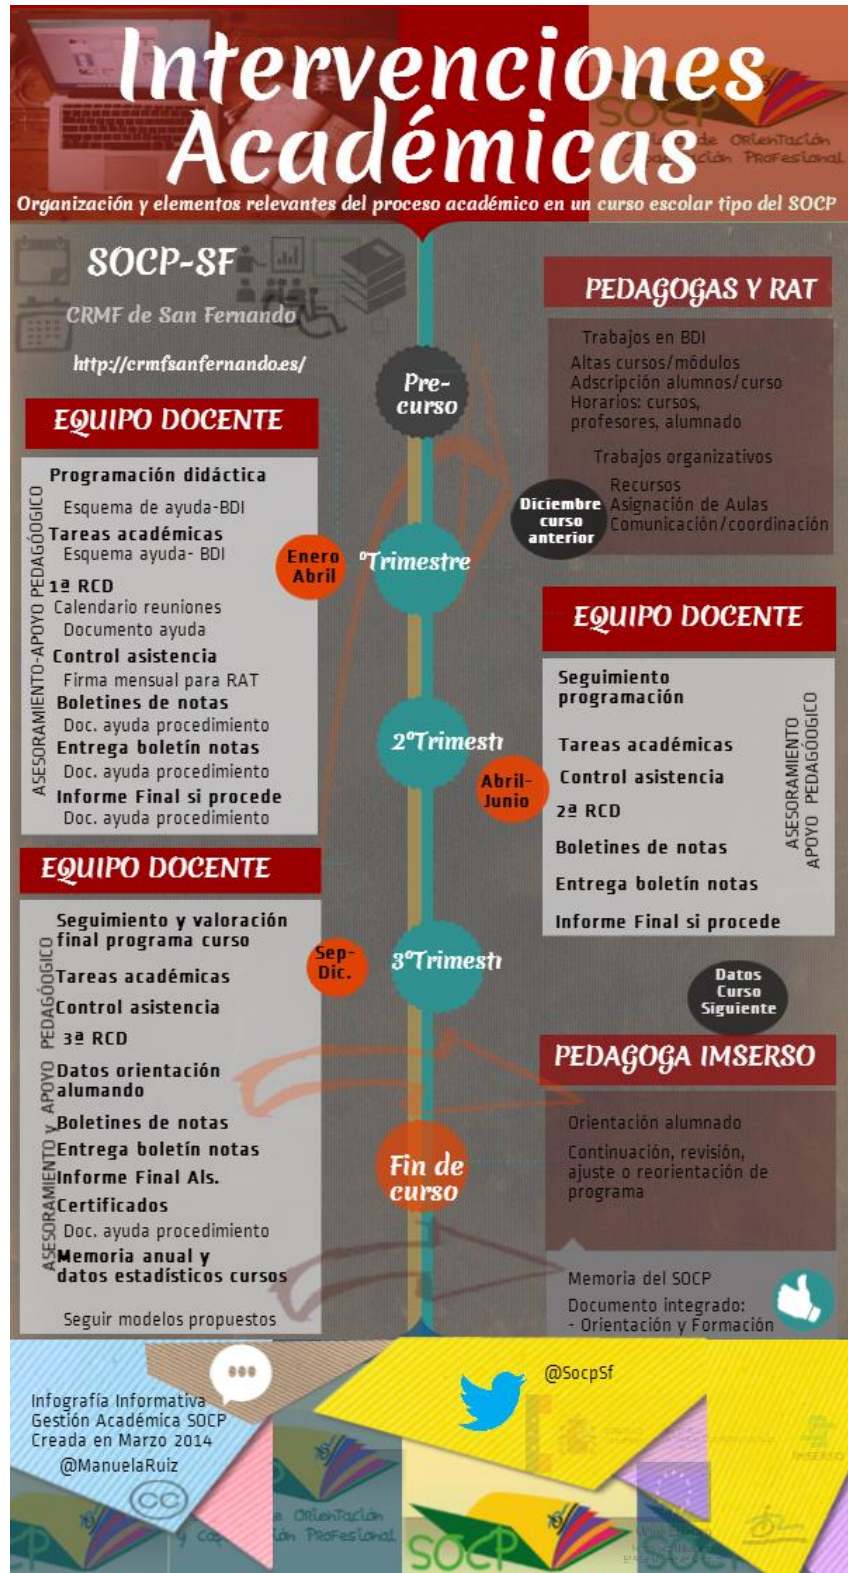 Intervenciones
Académicas
Organización y elementos relevantes del proceso académico en un curso escolar tipo del SOCP
SOCP-SF
CRMF de San Fernando
http://crmfsanfernando.es/
Pre-
curso
PEDAGOGAS Y RAT
Trabajos en BDI
Altas cursos/módulos
Adscripción alumnos/curso
Horarios: cursos,
profesores, alumnado
Trabajos organizativos
Recursos
Asignación de Aulas
Comunicación/coordinación
Diciembre
curso
anterior
EQUIPO DOCENTE
ASESORAMIENTO-APOYO PEDAGÓOGICO
Programación didáctica
Esquema de ayuda-BDI
Tareas académicas
Esquema ayuda- BDI
1ª RCD
Calendario reuniones
Documento ayuda
Control asistencia
Firma mensual para RAT
Boletines de notas
Doc. ayuda procedimiento
Entrega boletín notas
Doc. ayuda procedimiento
Informe Final si procede
Doc. ayuda procedimiento
Enero
Abril
ºTrimestre
EQUIPO DOCENTE
Seguimiento
programación
Tareas académicas
Control asistencia
2ª RCD
Boletines de notas
Entrega boletín notas
Informe Final si procede
ASESORAMIENTO
APOYO PEDAGÓOGICO
2ºTrimestr
Abril-
Junio
EQUIPO DOCENTE
ASESORAMIENTO y APOYO PEDAGÓOGICO
Seguimiento y valoración
final programa curso
Tareas académicas
Control asistencia
3ª RCD
Datos orientación
alumando
Boletines de notas
Entrega boletín notas
Informe Final Als.
Certificados
Doc. ayuda procedimiento
Memoria anual y
datos estadísticos cursos
Seguir modelos propuestos
Sep-
Dic.
3ºTrimestr
Datos
Curso
Siguiente
PEDAGOGA IMSERSO
Orientación alumnado
Continuación, revisión,
ajuste o reorientación de
programa
Fin de
curso
Memoria del SOCP
Documento integrado:
- Orientación y Formación
@SocpSf
Infografía Informativa
Gestión Académica SOCP
Creada en Marzo 2014
@ManuelaRuiz
cc
Orientación
Profesional
SOCP
IMSERSO